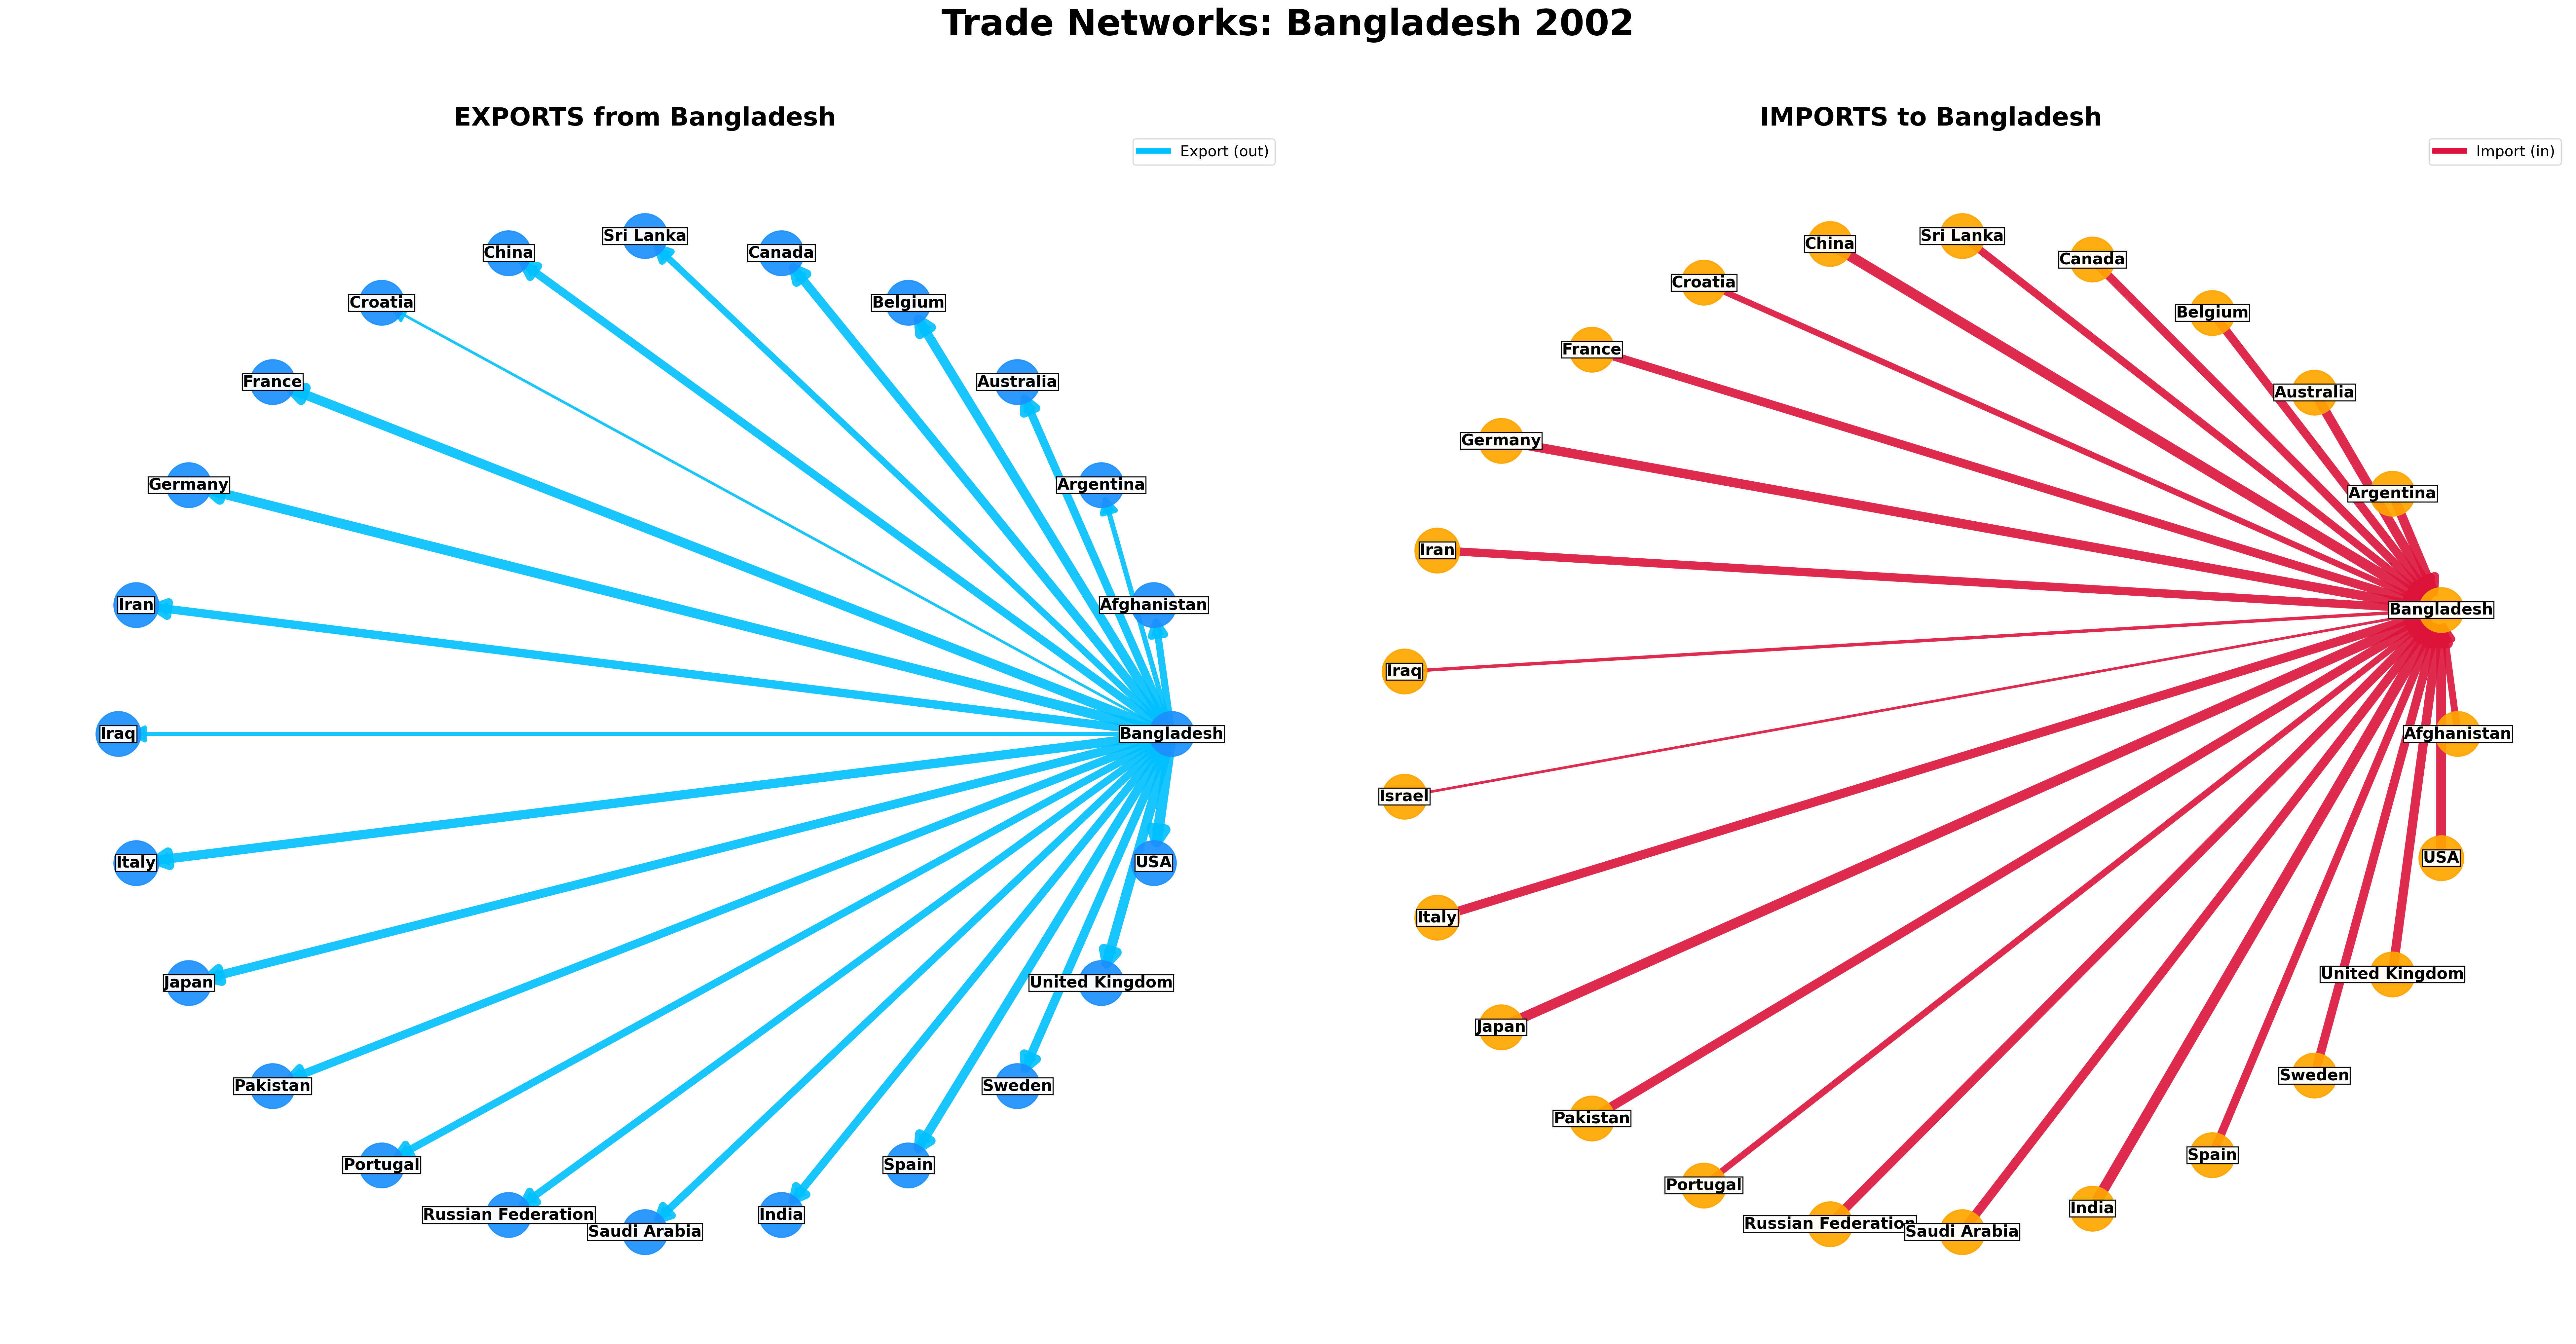 Trade Networks: Bangladesh 2002
EXPORTS from Bangladesh
Export (out)
Sri Lanka
China
Canada
Croatia
Belgium
France
Australia
Germany
Argentina
Iran
Afghanistan
Iraq
Bangladesh
Italy
USA
Japan
United Kingdom
Pakistan
Sweden
Portugal
Spain
Russian Federation
India
Saudi Arabia
IMPORTS to Bangladesh
Import (in)
Sri Lanka
China
Canada
Croatia
Belgium
France
Australia
Germany
Argentina
Iran
Bangladesh
Iraq
Afghanistan
Israel
USA
Italy
United Kingdom
Japan
Sweden
Pakistan
Spain
Portugal
India
Russian Federation
Saudi Arabia